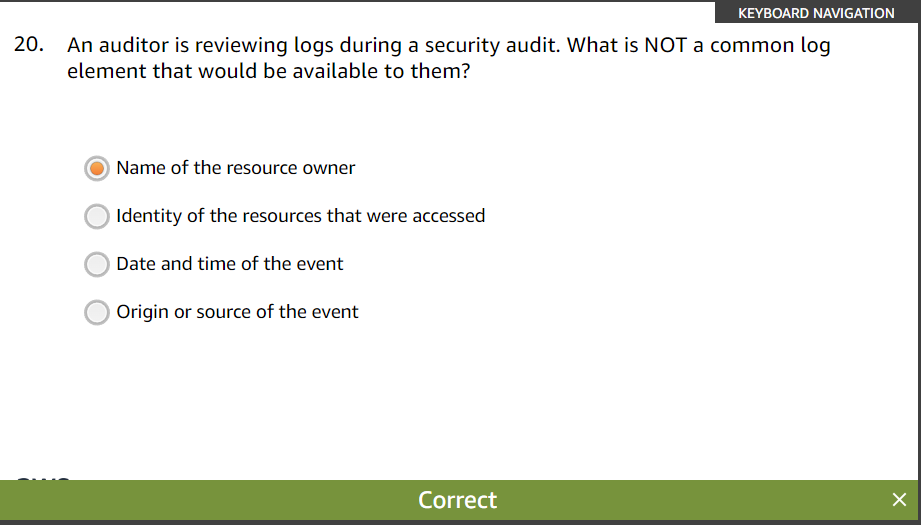 KEYBOARD NAVIGATION
20. An auditor is reviewing logs during a security audit. What is NOT a common log
element that would be available to them?
Name of the resource owner
Identity of the resources that were accessed
Date and time of the event
Origin or source of the event
Correct